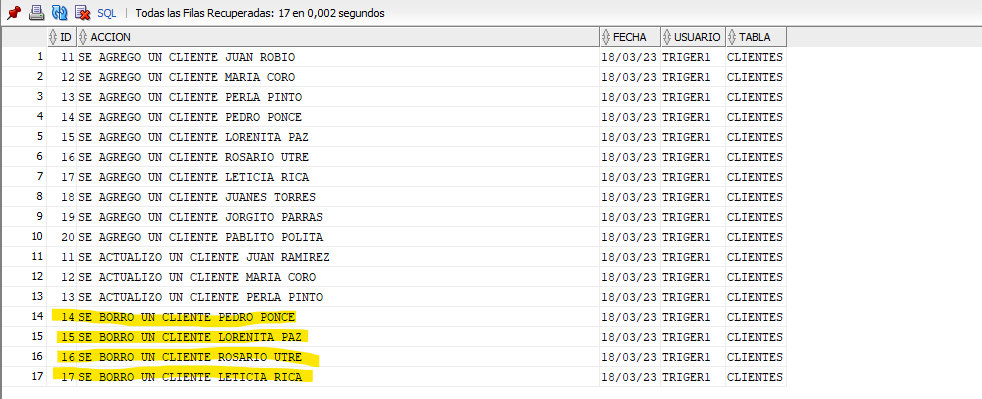 SQL | Todas las Filas Recuperadas: 17 en 0,002 segundos
ID ACCION FECHA USUARIO TABLA
1 11 SE AGREGO UN CLIENTE JUAN ROBIO 18/03/23 TRIGER1 CLIENTES
2 12 SE AGREGO UN CLIENTE MARIA CORO 18/03/23 TRIGER1 CLIENTES
3 13 SE AGREGO UN CLIENTE PERLA PINTO 18/03/23 TRIGER1 CLIENTES
4 14 SE AGREGO UN CLIENTE PEDRO PONCE 18/03/23 TRIGER1 CLIENTES
5 15 SE AGREGO UN CLIENTE LORENITA PAZ 18/03/23 TRIGER1 CLIENTES
6 16 SE AGREGO UN CLIENTE ROSARIO UTRE 18/03/23 TRIGER1 CLIENTES
7 17 SE AGREGO UN CLIENTE LETICIA RICA 18/03/23 TRIGER1 CLIENTES
8 18 SE AGREGO UN CLIENTE JUANES TORRES 18/03/23 TRIGER1 CLIENTES
9 19 SE AGREGO UN CLIENTE JORGITO PARRAS 18/03/23 TRIGER1 CLIENTES
10 20 SE AGREGO UN CLIENTE PABLITO POLITA 18/03/23 TRIGER1 CLIENTES
11 11 SE ACTUALIZO UN CLIENTE JUAN RAMIREZ 18/03/23 TRIGER1 CLIENTES
12 12 SE ACTUALIZO UN CLIENTE MARIA CORO 18/03/23 TRIGER1 CLIENTES
13 13 SE ACTUALIZO UN CLIENTE PERLA PINTO 18/03/23 TRIGER1 CLIENTES
14 14 SE BORRO UN CLIENTE PEDRO PONCE 18/03/23 TRIGER1 CLIENTES
15 15 SE BORRO UN CLIENTE LORENITA PAZ 18/03/23 TRIGER1 CLIENTES
16 16 SE BORRO UN CLIENTE ROSARIO UTRE 18/03/23 TRIGER1 CLIENTES
17 17 SE BORRO UN CLIENTE LETICIA RICA 18/03/23 TRIGER1 CLIENTES